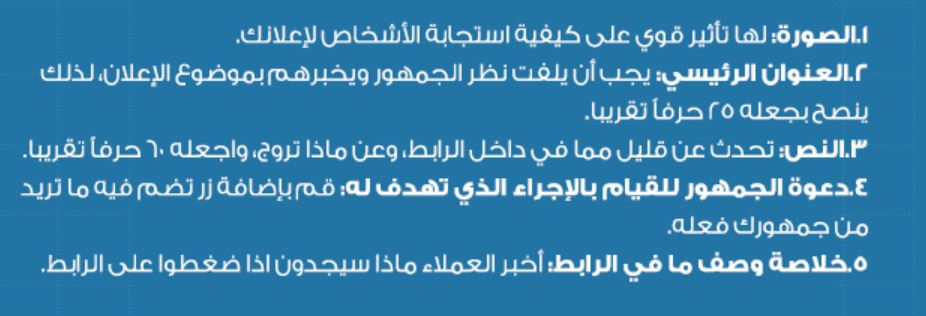 ١.الصورة: لها تأثير قوي على كيفية استجابة الأشخاص لإعلانك.
٢.العنوان الرئيسي: يجب أن يلفت نظر الجمهور ويخبرهم بموضوع الإعلان، لذلك
ينصح بجعله ٢٥ حرفاً تقريبا.
٣.النص: تحدث عن قليل مما في داخل الرابط، وعن ماذا تروج، واجعله ٦٠ حرفاً تقريبا.
٤.دعوة الجمهور للقيام بالإجراء الذي تهدف له: قم بإضافة زر تضم فيه ما تريد
من جمهورك فعله.
٥.خلاصة وصف ما في الرابط: أخبر العملاء ماذا سيجدون اذا ضغطوا على الرابط.